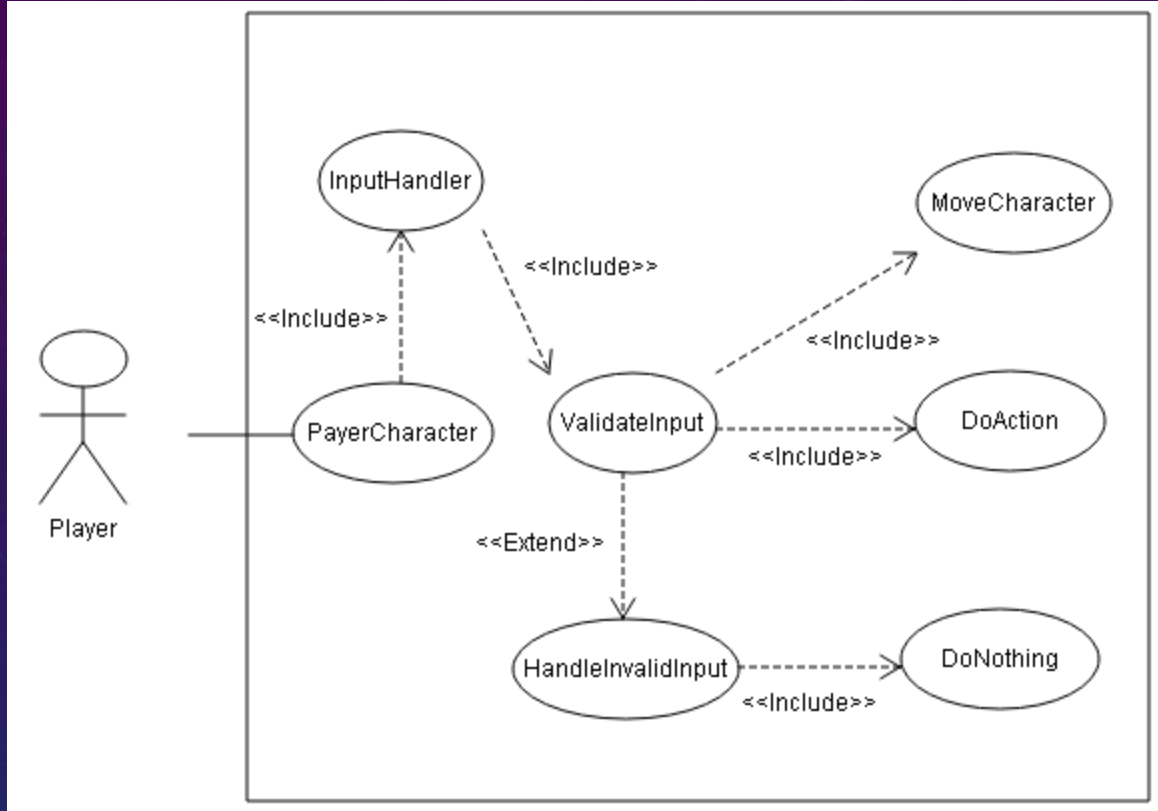 InputHandler
MoveCharacter
<<Include>>
<<Include>>
<<Include>>
PayerCharacter
ValidateInput
DoAction
<<Include>>
Player
<<Extend>>
HandleInvalidInput
DoNothing
<<Include>>